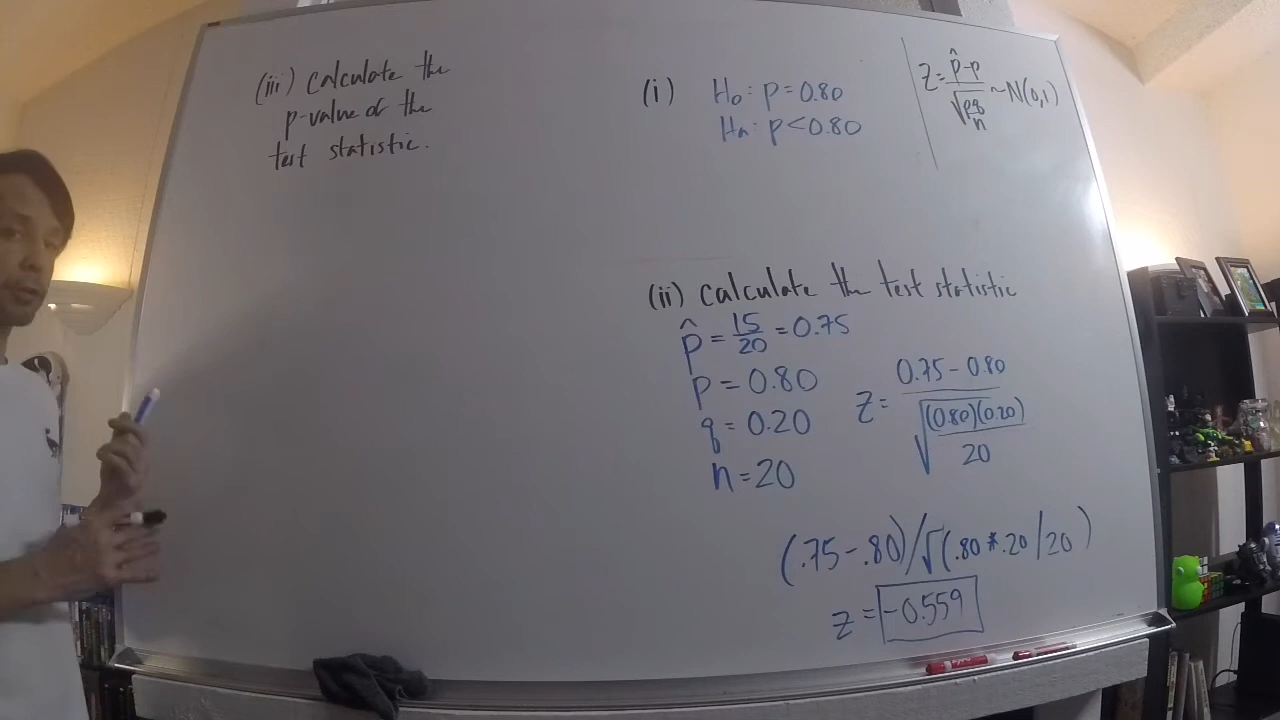 (iii) Calculate the
p-value of the
test statistic.
(i) H₀: p = 0.80
Hₐ: p < 0.80
Z = (p̂ - p) / √(pq/n) ~ N(0,1)
(ii) Calculate the test statistic
p̂ = 15/20 = 0.75
p = 0.80
q = 0.20
n = 20
Z = (0.75 - 0.80) / √((0.80)(0.20)/20)
(.75-.80)/√(.80*.20/20)
z = -0.559